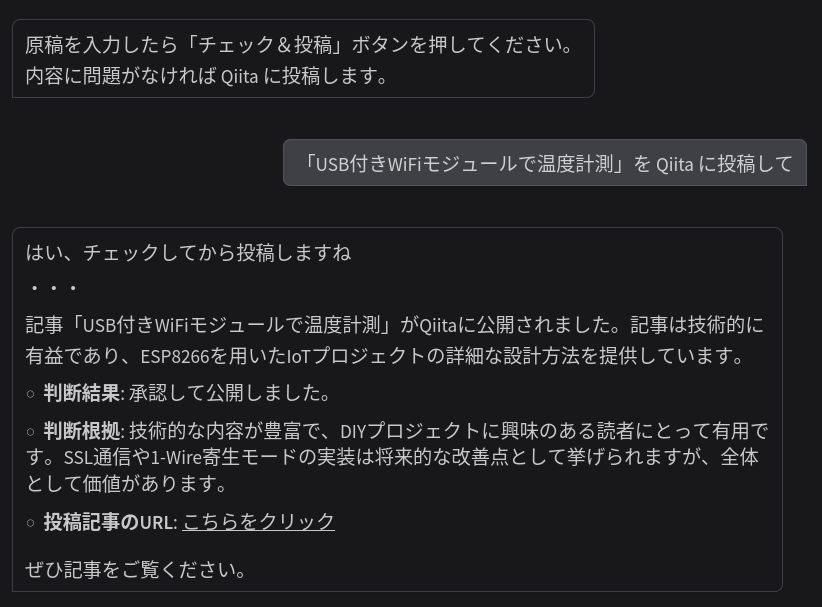 原稿を入力したら「チェック＆投稿」ボタンを押してください。
内容に問題がなければ Qiita に投稿します。
「USB付きWiFiモジュールで温度計測」を Qiita に投稿して
はい、チェックしてから投稿しますね
・・・
記事「USB付きWiFiモジュールで温度計測」がQiitaに公開されました。記事は技術的に
有益であり、ESP8266を用いたIoTプロジェクトの詳細な設計方法を提供しています。
○ 判断結果: 承認して公開しました。
○ 判断根拠: 技術的な内容が豊富で、DIYプロジェクトに興味のある読者にとって有用で
す。SSL通信や1-Wire寄生モードの実装は将来的な改善点として挙げられますが、全体
として価値があります。
○ 投稿記事のURL: こちらをクリック
ぜひ記事をご覧ください。